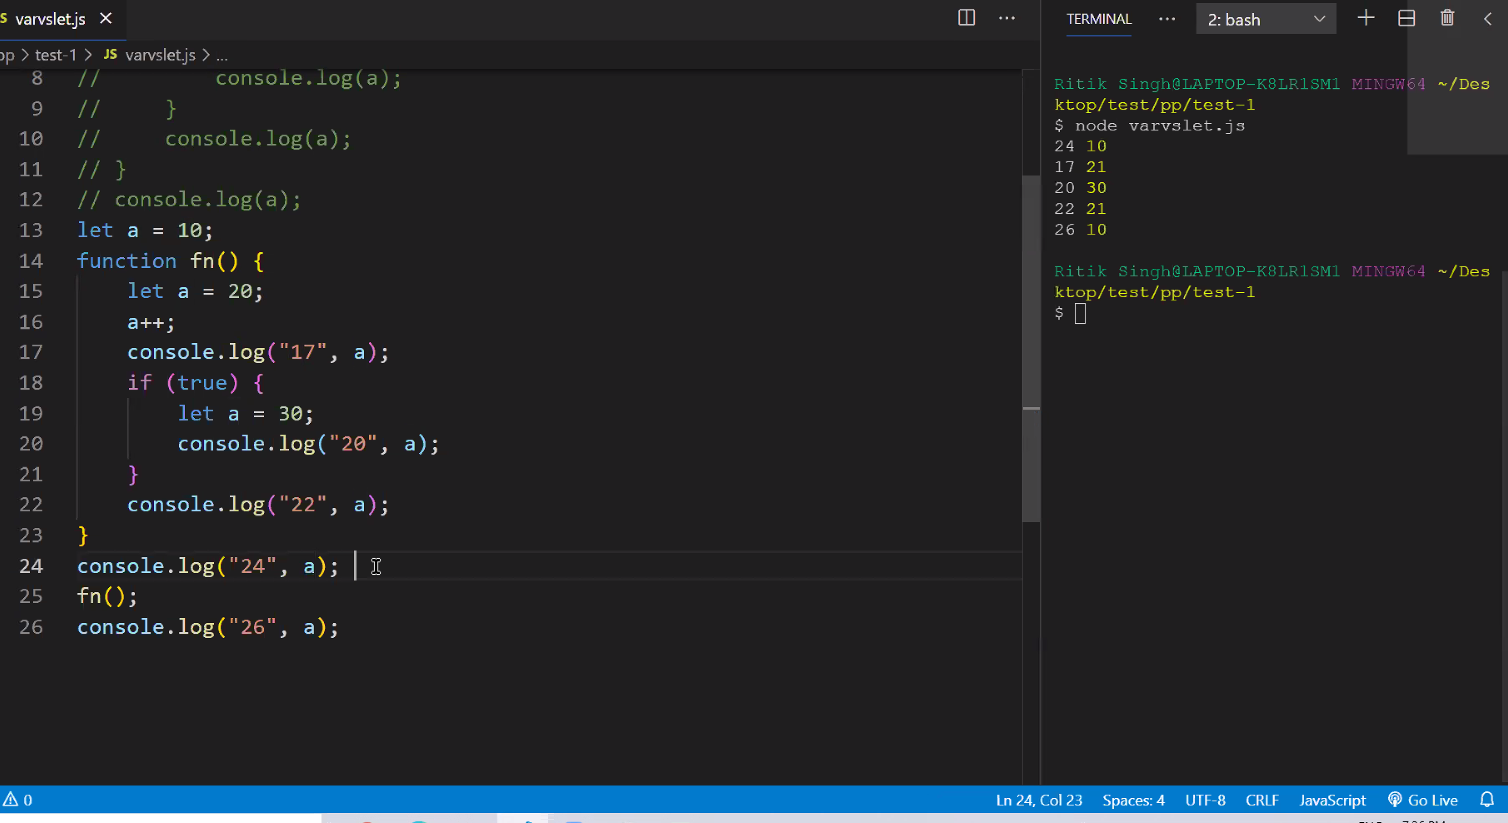 varvslet.js ×
pp > test-1 > JS varvslet.js > ...
8 // console.log(a);
9 // }
10 // console.log(a);
11 // }
12 // console.log(a);
13 let a = 10;
14 function fn() {
15 let a = 20;
16 a++;
17 console.log("17", a);
18 if (true) {
19 let a = 30;
20 console.log("20", a);
21 }
22 console.log("22", a);
23 }
24 console.log("24", a);
25 fn();
26 console.log("26", a);
TERMINAL ... 2: bash
Ritik Singh@LAPTOP-K8LR1SM1 MINGW64 ~/Des
ktop/test/pp/test-1
$ node varvslet.js
24 10
17 21
20 30
22 21
26 10
Ritik Singh@LAPTOP-K8LR1SM1 MINGW64 ~/Des
ktop/test/pp/test-1
$
0 Ln 24, Col 23 Spaces: 4 UTF-8 CRLF JavaScript Go Live